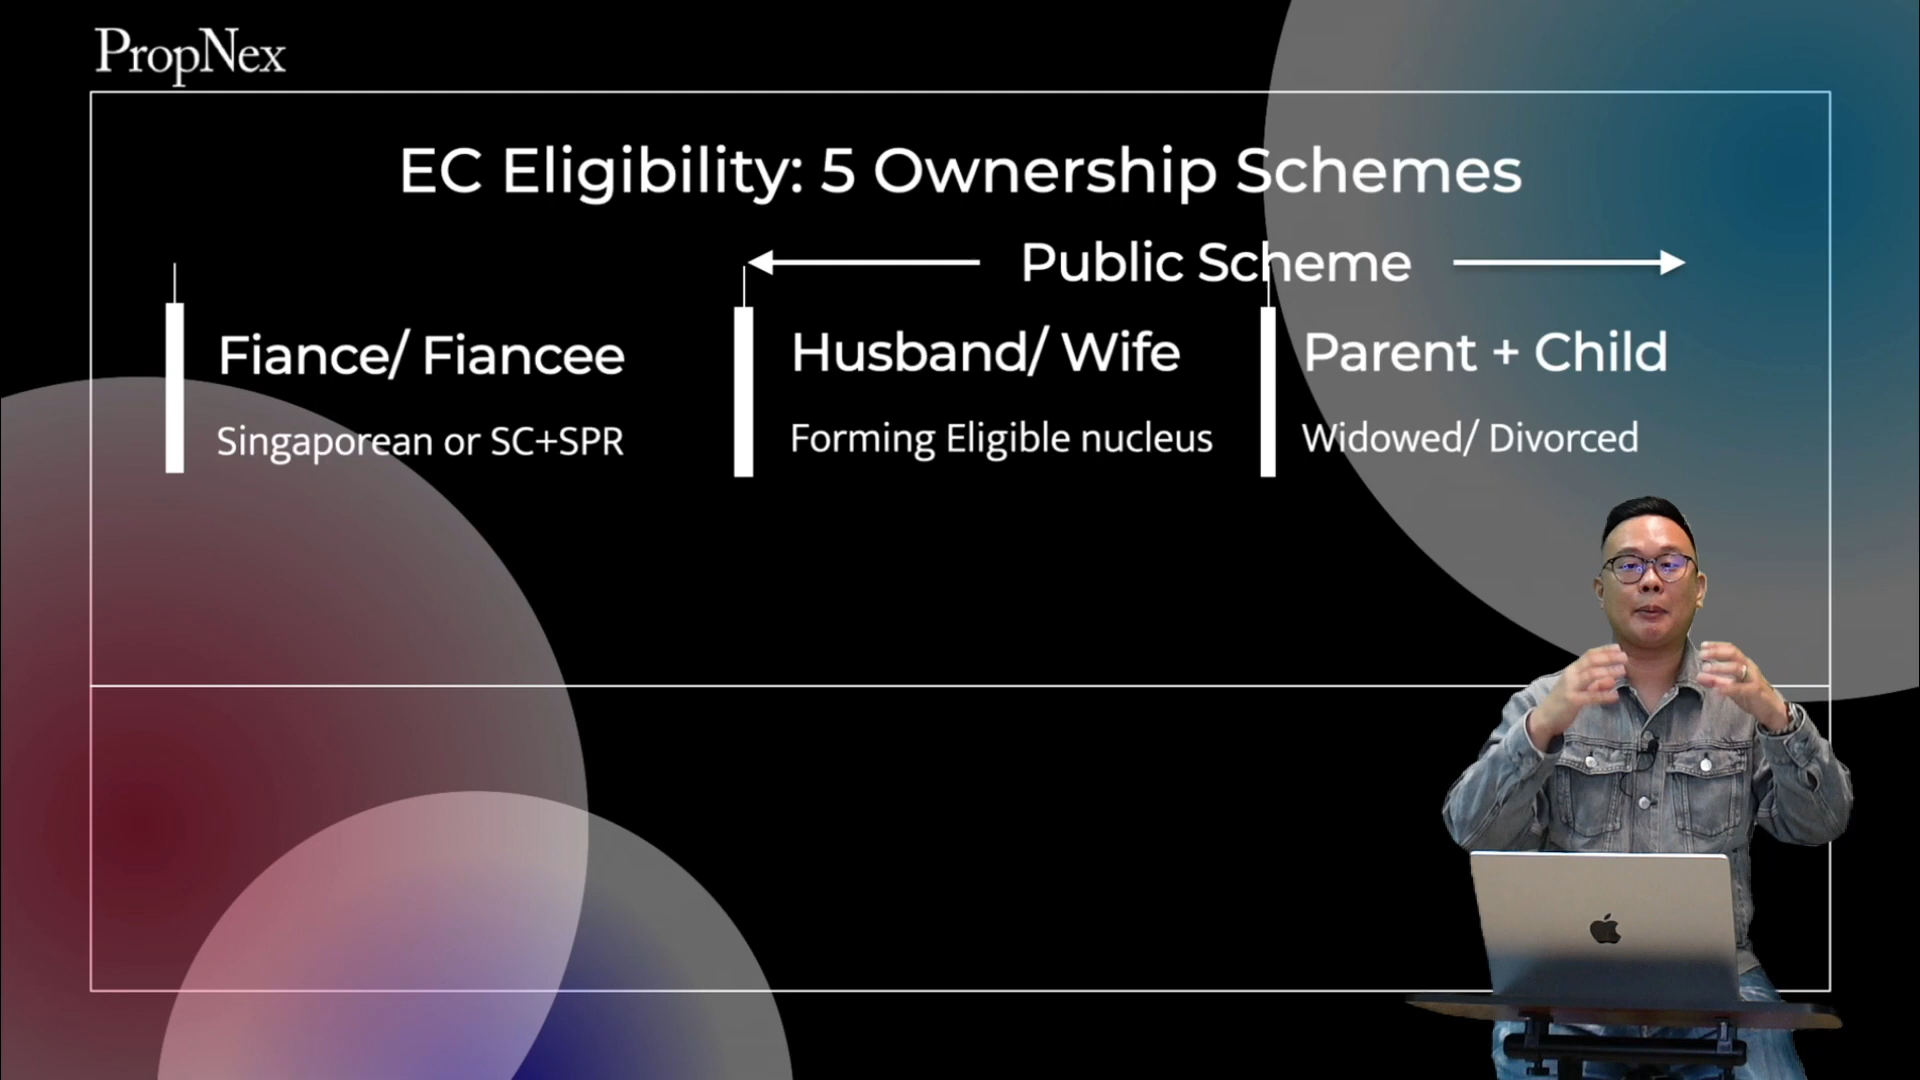 PropNex
EC Eligibility: 5 Ownership Schemes
Public Scheme
Fiance/ Fiancee
Singaporean or SC+SPR
Husband/ Wife
Forming Eligible nucleus
Parent + Child
Widowed/ Divorced